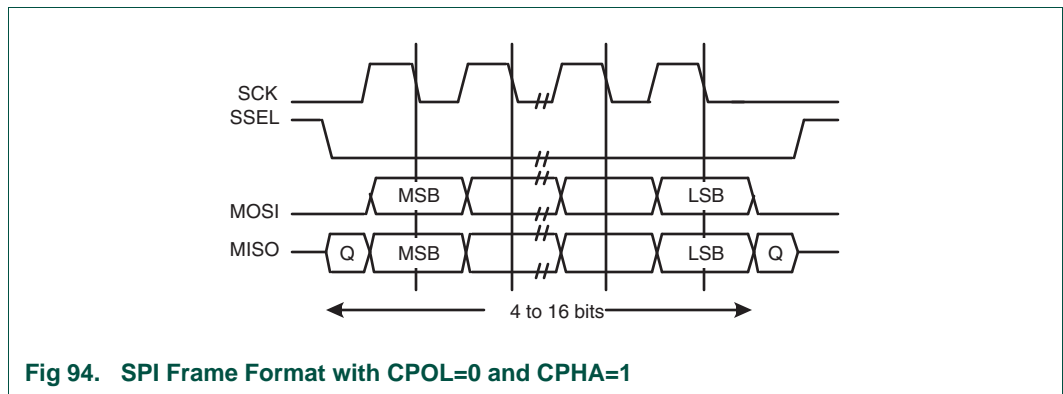 SCK
SSEL
MOSI
MSB
LSB
MISO
Q
MSB
LSB
Q
4 to 16 bits
Fig 94. SPI Frame Format with CPOL=0 and CPHA=1